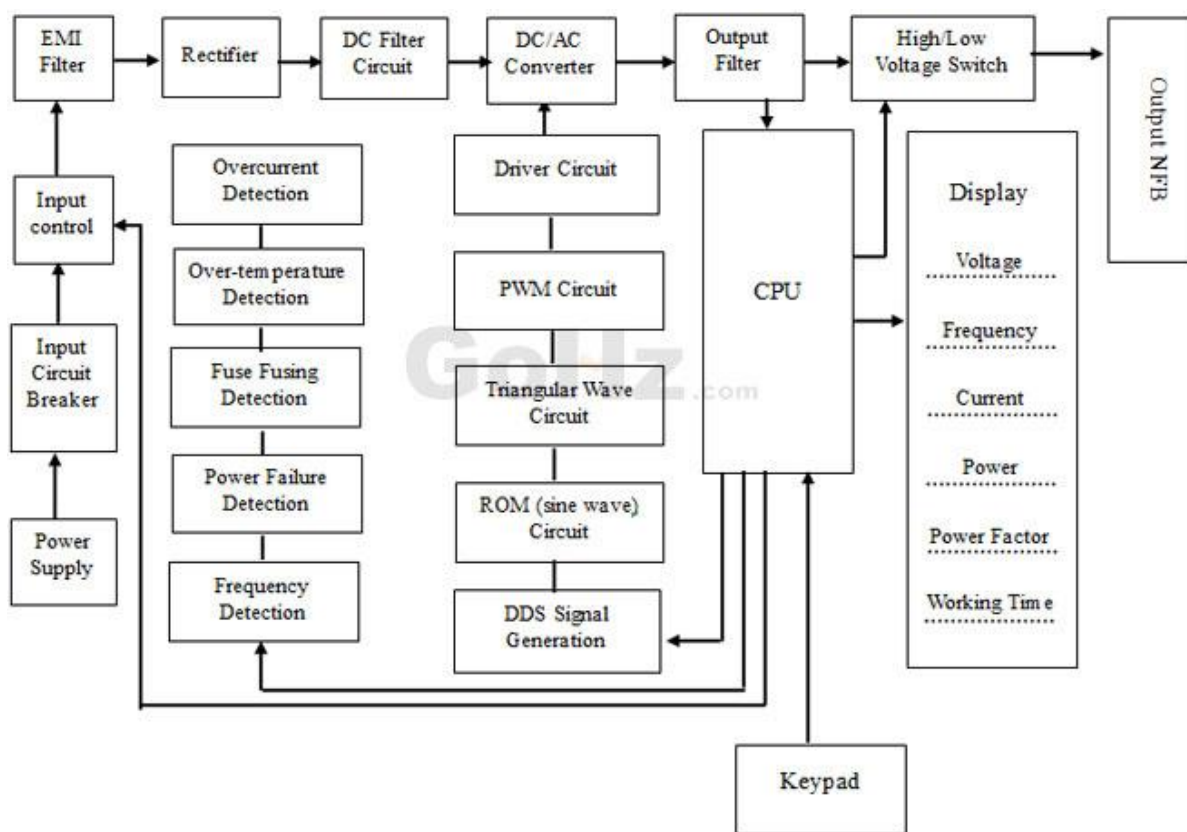 EMI
Filter
Rectifier
DC Filter
Circuit
DC/AC
Converter
Output
Filter
High/Low
Voltage Switch
Output NFB
Input
control
Input
Circuit
Breaker
Power
Supply
Overcurrent
Detection
Over-temperature
Detection
Fuse Fusing
Detection
Power Failure
Detection
Frequency
Detection
Driver Circuit
PWM Circuit
Triangular Wave
Circuit
ROM (sine wave)
Circuit
DDS Signal
Generation
CPU
Display
Voltage
Frequency
Current
Power
Power Factor
Working Time
Keypad
GoHz.com